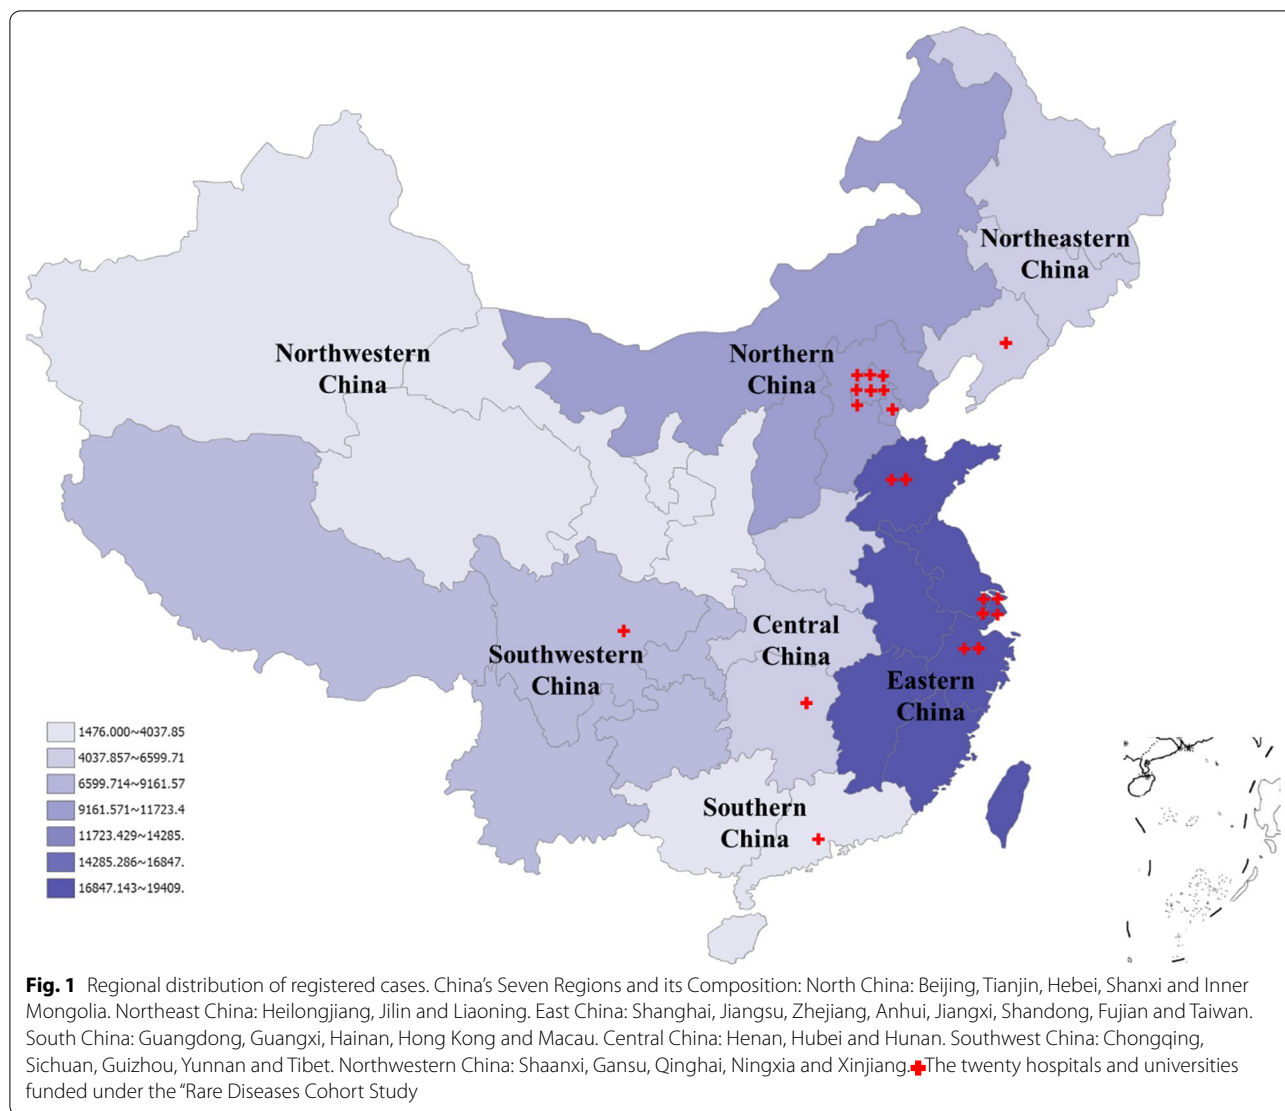 Northeastern
China
Northwestern
China
Northern
China
Central
China
Southwestern
China
Eastern
China
Southern
China
1476.000~4037.85
4037.857~6599.71
6599.714~9161.57
9161.571~11723.4
11723.429~14285.
14285.286~16847.
16847.143~19409.
Fig. 1 Regional distribution of registered cases. China's Seven Regions and its Composition: North China: Beijing, Tianjin, Hebei, Shanxi and Inner
Mongolia. Northeast China: Heilongjiang, Jilin and Liaoning. East China: Shanghai, Jiangsu, Zhejiang, Anhui, Jiangxi, Shandong, Fujian and Taiwan.
South China: Guangdong, Guangxi, Hainan, Hong Kong and Macau. Central China: Henan, Hubei and Hunan. Southwest China: Chongqing,
Sichuan, Guizhou, Yunnan and Tibet. Northwestern China: Shaanxi, Gansu, Qinghai, Ningxia and Xinjiang. The twenty hospitals and universities
funded under the “Rare Diseases Cohort Study